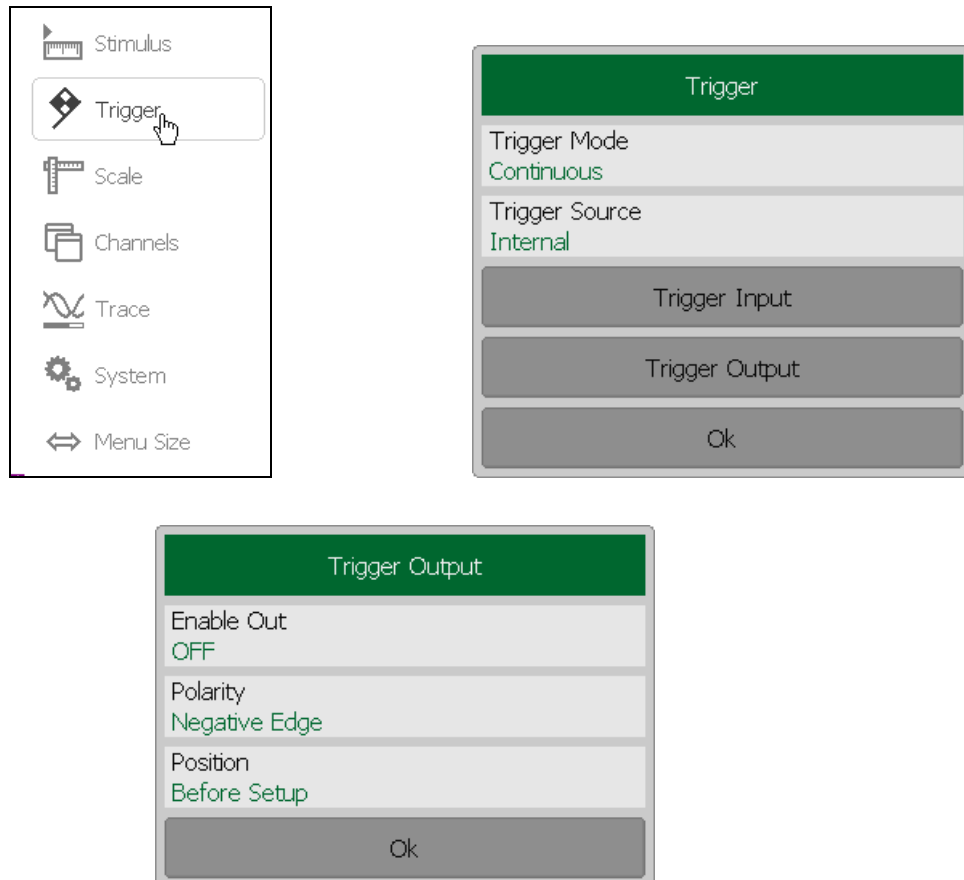 Stimulus
Trigger
Scale
Channels
Trace
System
Menu Size
Trigger
Trigger Mode
Continuous
Trigger Source
Internal
Trigger Input
Trigger Output
Ok
Trigger Output
Enable Out
OFF
Polarity
Negative Edge
Position
Before Setup
Ok